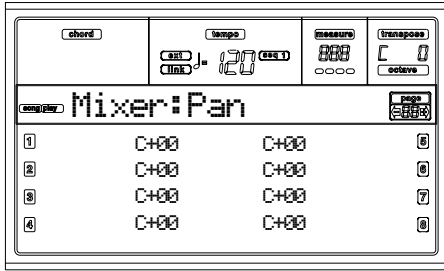 chord tempo measure transpose
ext ♩= 120 seq 1 888 C 0
link octave
song play Mixer:Pan page
88
1 C+00 C+00 5
2 C+00 C+00 6
3 C+00 C+00 7
4 C+00 C+00 8